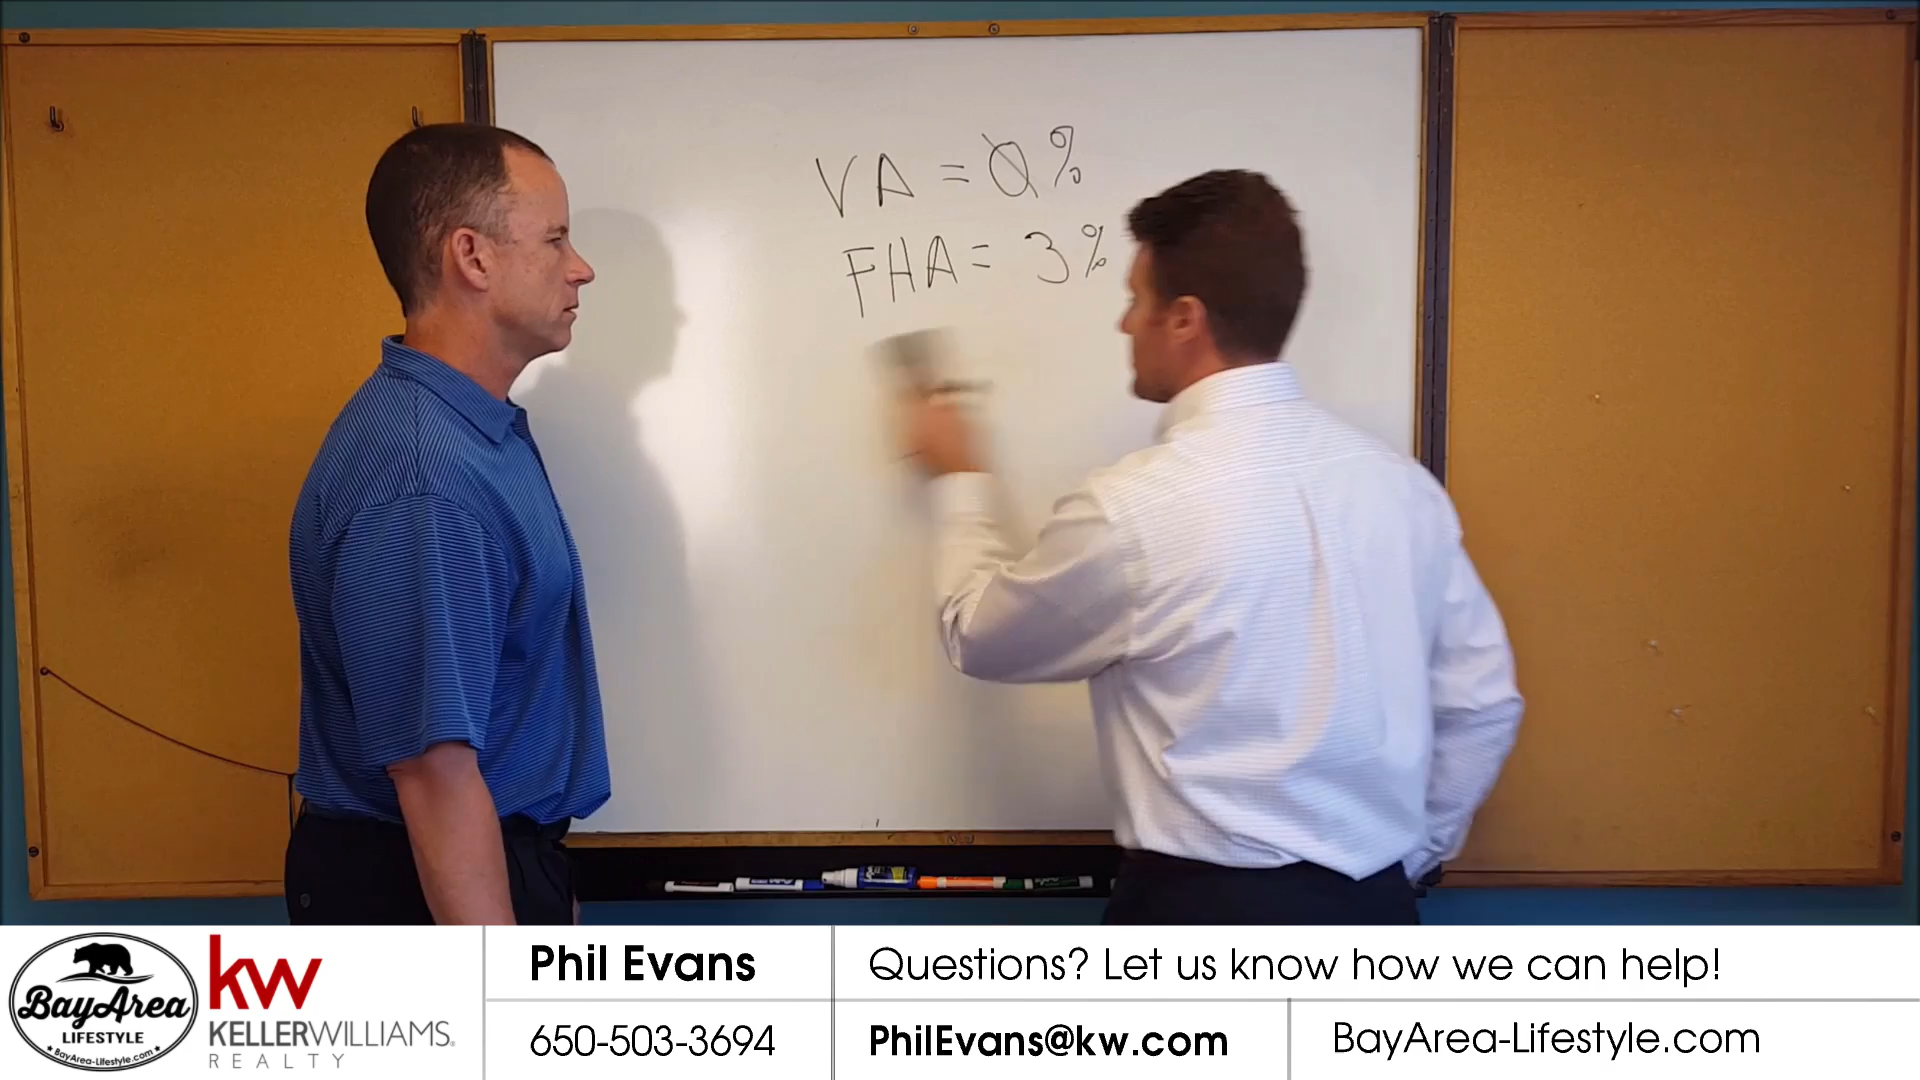 VA = 0%
FHA = 3%
BayArea
LIFESTYLE
BayArea-Lifestyle.com
kw
KELLERWILLIAMS.
REALTY
Phil Evans
650-503-3694
Questions? Let us know how we can help!
PhilEvans@kw.com
BayArea-Lifestyle.com